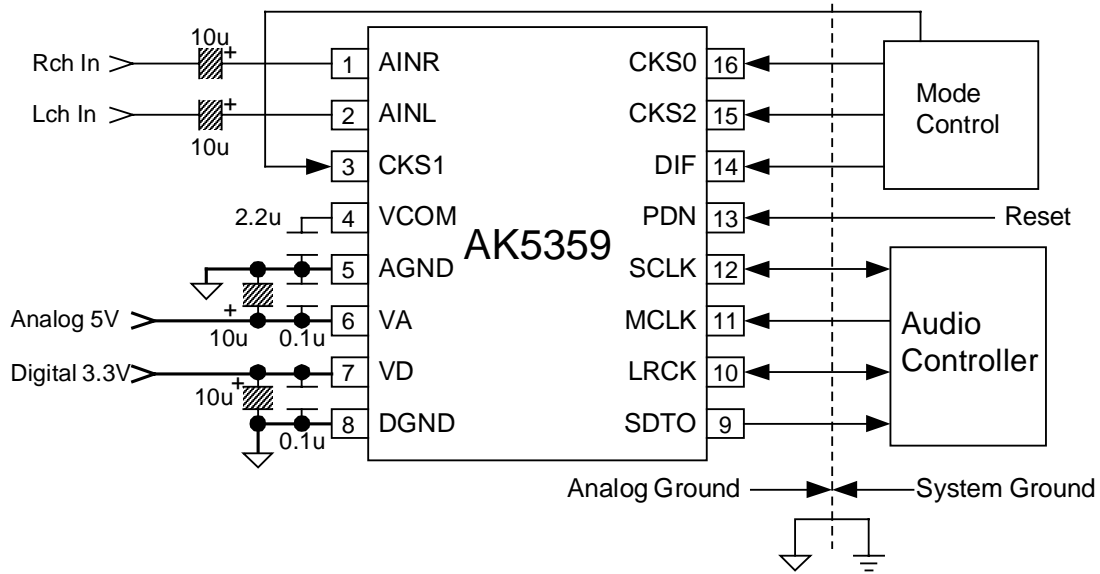 10u
+
Rch In
1
AINR
CKS0
16
Mode
Control
+
Lch In
2
AINL
CKS2
15
10u
3
CKS1
DIF
14
2.2u
4
VCOM
PDN
13
Reset
AK5359
5
AGND
SCLK
12
Audio
Controller
+
Analog 5V
6
VA
MCLK
11
10u
0.1u
Digital 3.3V
7
VD
LRCK
10
+
10u
8
DGND
SDTO
9
0.1u
Analog Ground
System Ground